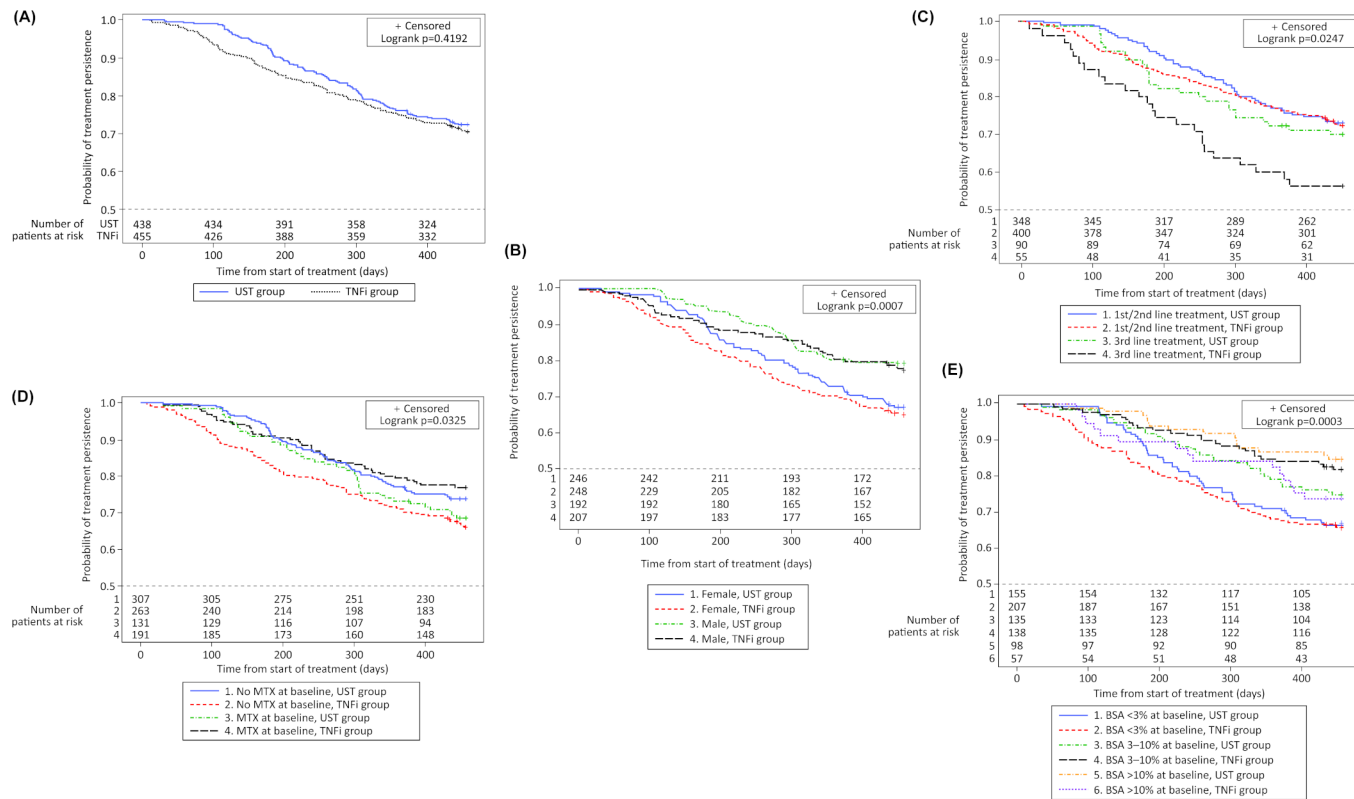 (A)
Probability of treatment persistence
1.0
0.9
0.8
0.7
0.6
0.5
+ Censored
Logrank p=0.4192
Number of patients at risk
UST 438 434 391 358 324
TNFi 455 426 388 359 332
0 100 200 300 400
Time from start of treatment (days)
UST group TNFi group
(B)
Probability of treatment persistence
1.0
0.9
0.8
0.7
0.6
0.5
+ Censored
Logrank p=0.0007
1 246 242 211 193 172
2 248 229 205 182 167
3 192 192 180 165 152
4 207 197 183 177 165
0 100 200 300 400
Time from start of treatment (days)
1. Female, UST group
2. Female, TNFi group
3. Male, UST group
4. Male, TNFi group
(C)
Probability of treatment persistence
1.0
0.9
0.8
0.7
0.6
0.5
+ Censored
Logrank p=0.0247
Number of patients at risk
1 348 345 317 289 262
2 400 378 347 324 301
3 90 89 74 69 62
4 55 48 41 35 31
0 100 200 300 400
Time from start of treatment (days)
1. 1st/2nd line treatment, UST group
2. 1st/2nd line treatment, TNFi group
3. 3rd line treatment, UST group
4. 3rd line treatment, TNFi group
(D)
Probability of treatment persistence
1.0
0.9
0.8
0.7
0.6
0.5
+ Censored
Logrank p=0.0325
Number of patients at risk
1 307 305 275 251 230
2 263 240 214 198 183
3 131 129 116 107 94
4 191 185 173 160 148
0 100 200 300 400
Time from start of treatment (days)
1. No MTX at baseline, UST group
2. No MTX at baseline, TNFi group
3. MTX at baseline, UST group
4. MTX at baseline, TNFi group
(E)
Probability of treatment persistence
1.0
0.9
0.8
0.7
0.6
0.5
+ Censored
Logrank p=0.0003
Number of patients at risk
1 155 154 132 117 105
2 207 187 167 151 138
3 135 133 123 114 104
4 138 135 128 122 116
5 98 97 92 90 85
6 57 54 51 48 43
0 100 200 300 400
Time from start of treatment (days)
1. BSA <3% at baseline, UST group
2. BSA <3% at baseline, TNFi group
3. BSA 3–10% at baseline, UST group
4. BSA 3–10% at baseline, TNFi group
5. BSA >10% at baseline, UST group
6. BSA >10% at baseline, TNFi group